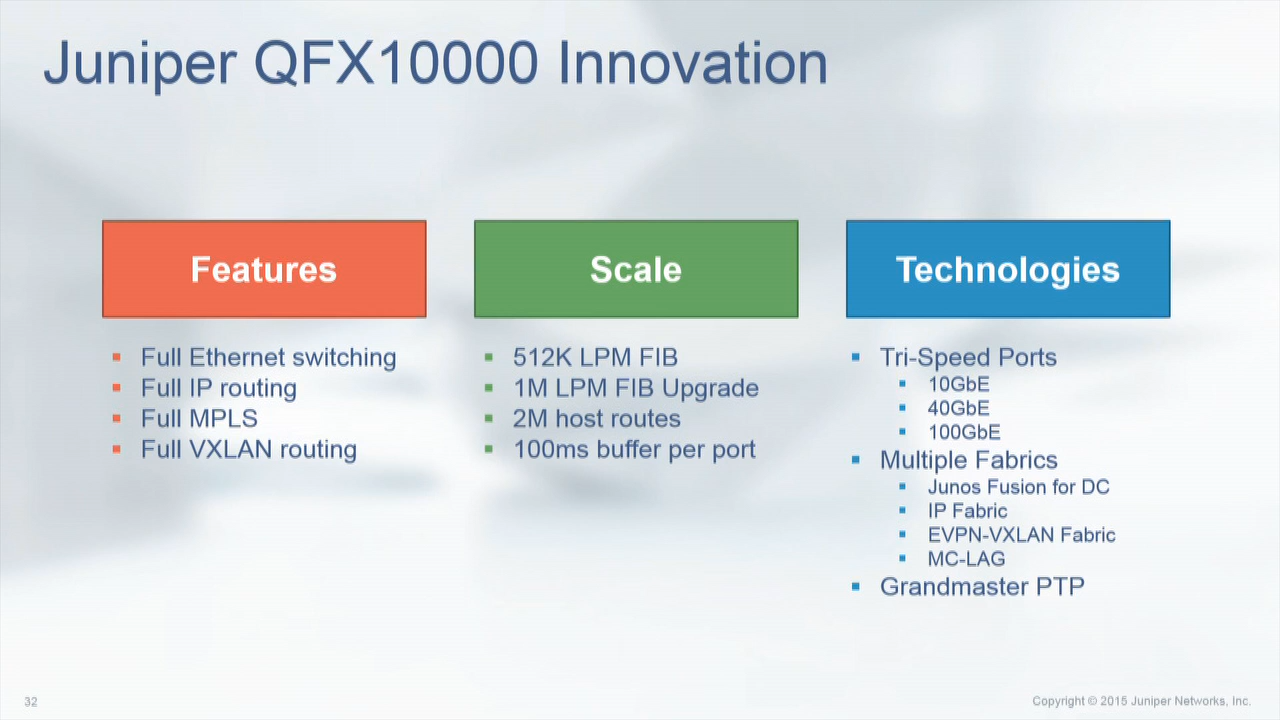 Juniper QFX10000 Innovation
Features
Full Ethernet switching
Full IP routing
Full MPLS
Full VXLAN routing
Scale
512K LPM FIB
1M LPM FIB Upgrade
2M host routes
100ms buffer per port
Technologies
Tri-Speed Ports
10GbE
40GbE
100GbE
Multiple Fabrics
Junos Fusion for DC
IP Fabric
EVPN-VXLAN Fabric
MC-LAG
Grandmaster PTP
32
Copyright © 2015 Juniper Networks, Inc.